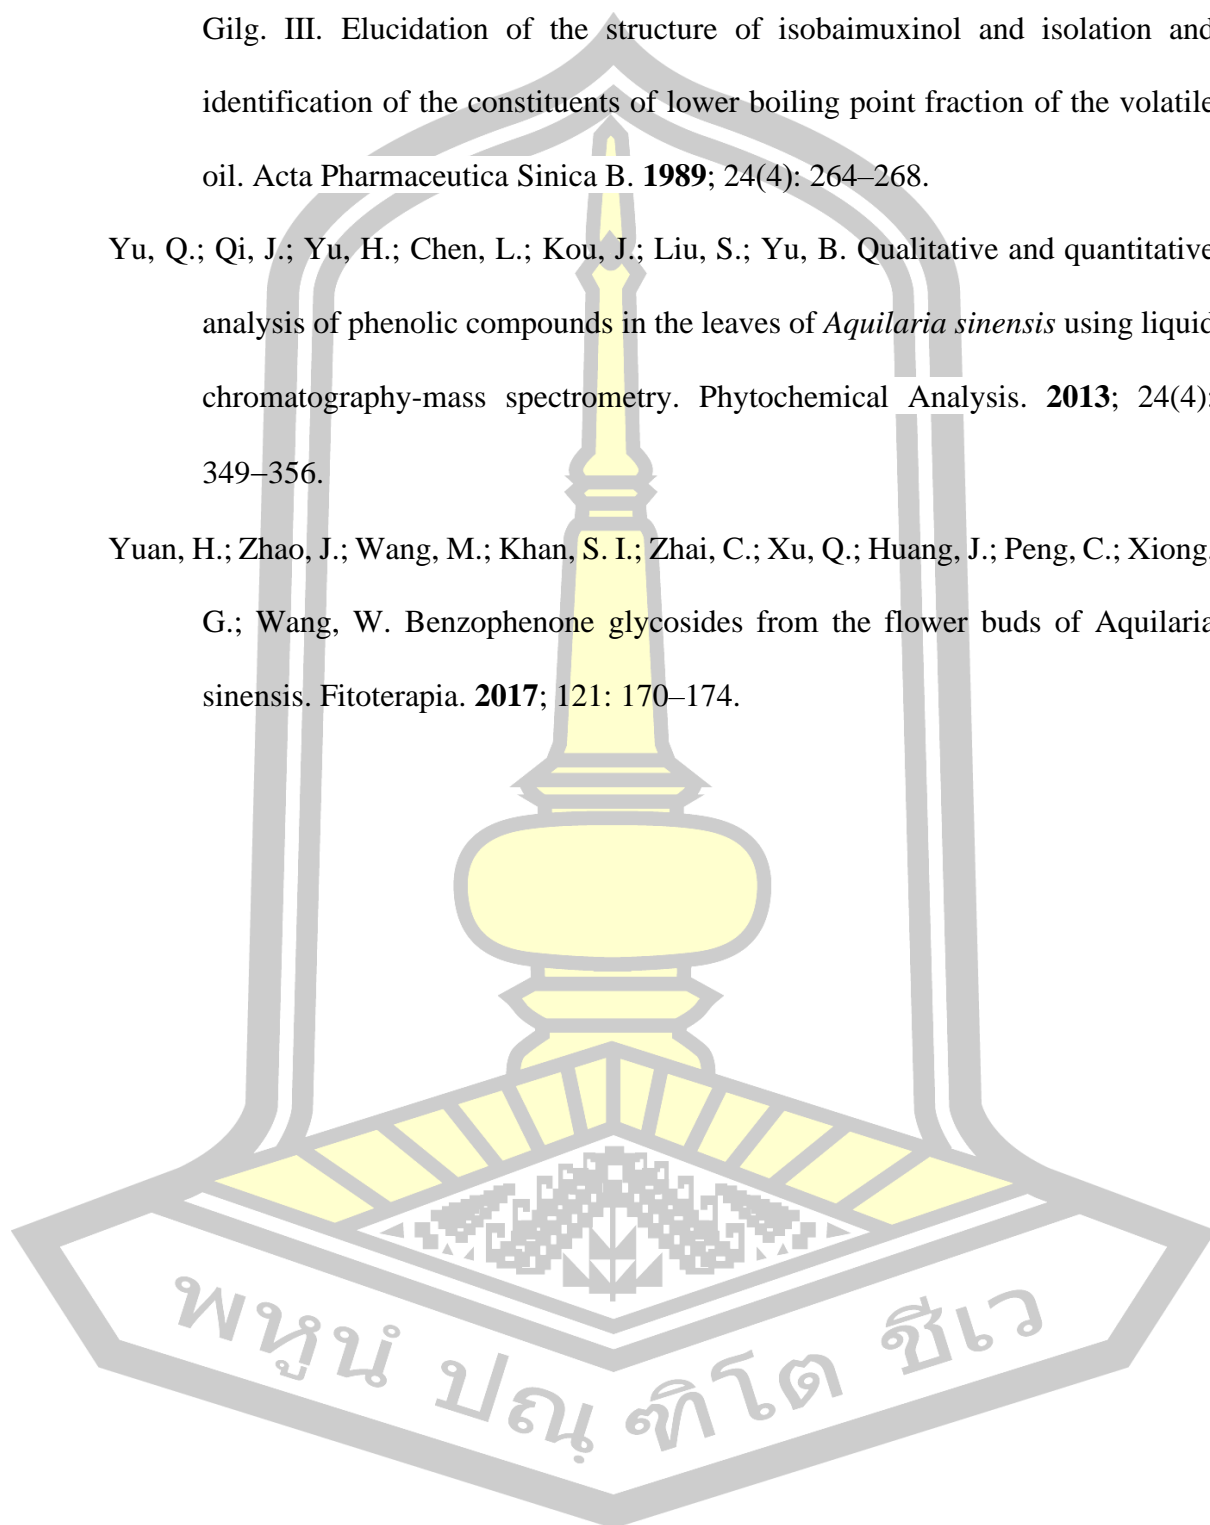 Gilg. III. Elucidation of the structure of isobaimuxinol and isolation and
identification of the constituents of lower boiling point fraction of the volatile
oil. Acta Pharmaceutica Sinica B. 1989; 24(4): 264–268.
Yu, Q.; Qi, J.; Yu, H.; Chen, L.; Kou, J.; Liu, S.; Yu, B. Qualitative and quantitative
analysis of phenolic compounds in the leaves of Aquilaria sinensis using liquid
chromatography-mass spectrometry. Phytochemical Analysis. 2013; 24(4):
349–356.
Yuan, H.; Zhao, J.; Wang, M.; Khan, S. I.; Zhai, C.; Xu, Q.; Huang, J.; Peng, C.; Xiong,
G.; Wang, W. Benzophenone glycosides from the flower buds of Aquilaria
sinensis. Fitoterapia. 2017; 121: 170–174.
พหูนํ ปณฺฑิโต ชีเว